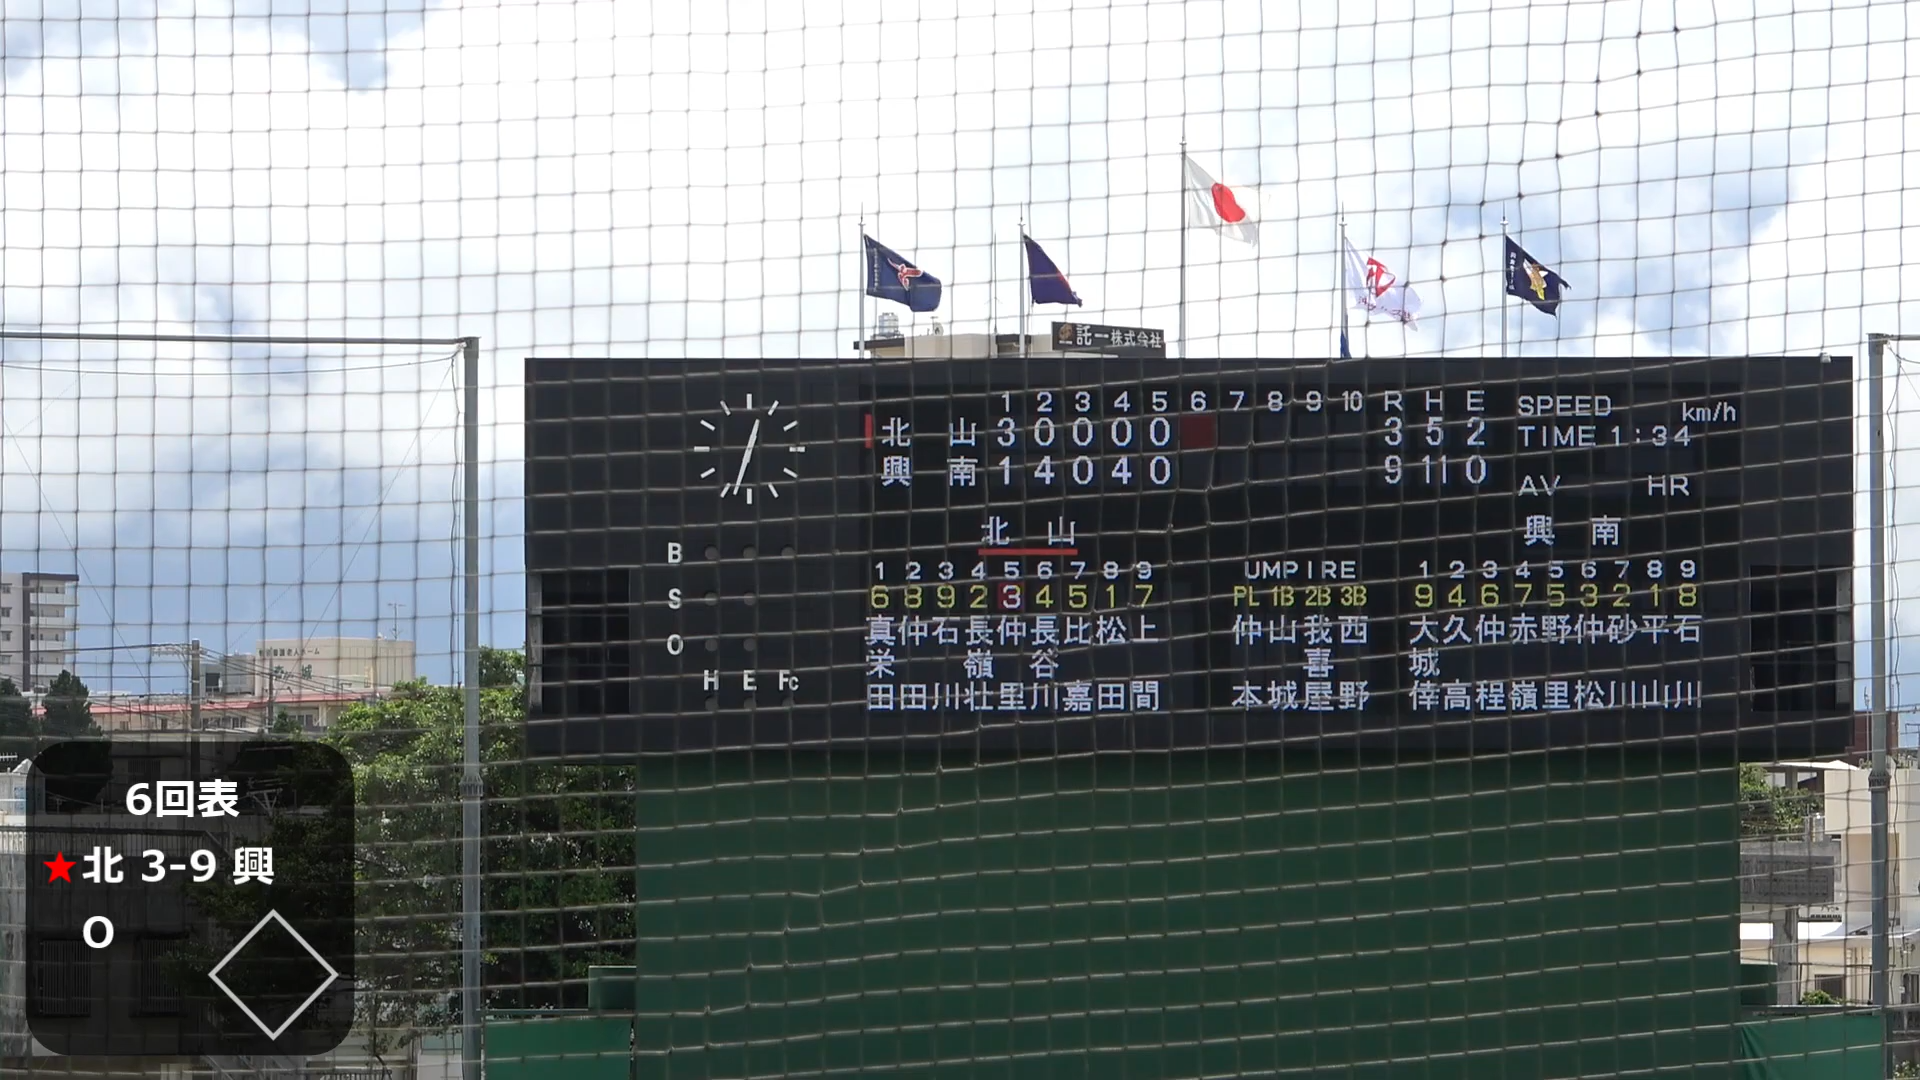 託一株式会社
1 2 3 4 5 6 7 8 9 10 R H E
北 山 3 0 0 0 0 3 5 2
興 南 1 4 0 4 0 9 11 0
SPEED km/h
TIME 1:34
AV HR
北 山
1 2 3 4 5 6 7 8 9
6 8 9 2 3 4 5 1 7
真仲石長仲長比松上
栄 嶺 谷
田田川壮里川嘉田間
UMPIRE
PL 1B 2B 3B
仲山我西
喜
本城屋野
興 南
1 2 3 4 5 6 7 8 9
9 4 6 7 5 3 2 1 8
大久仲赤野仲砂平石
城
倖高程嶺里松川山川
B
S
O
H E Fc
6回表
★北 3-9 興
O